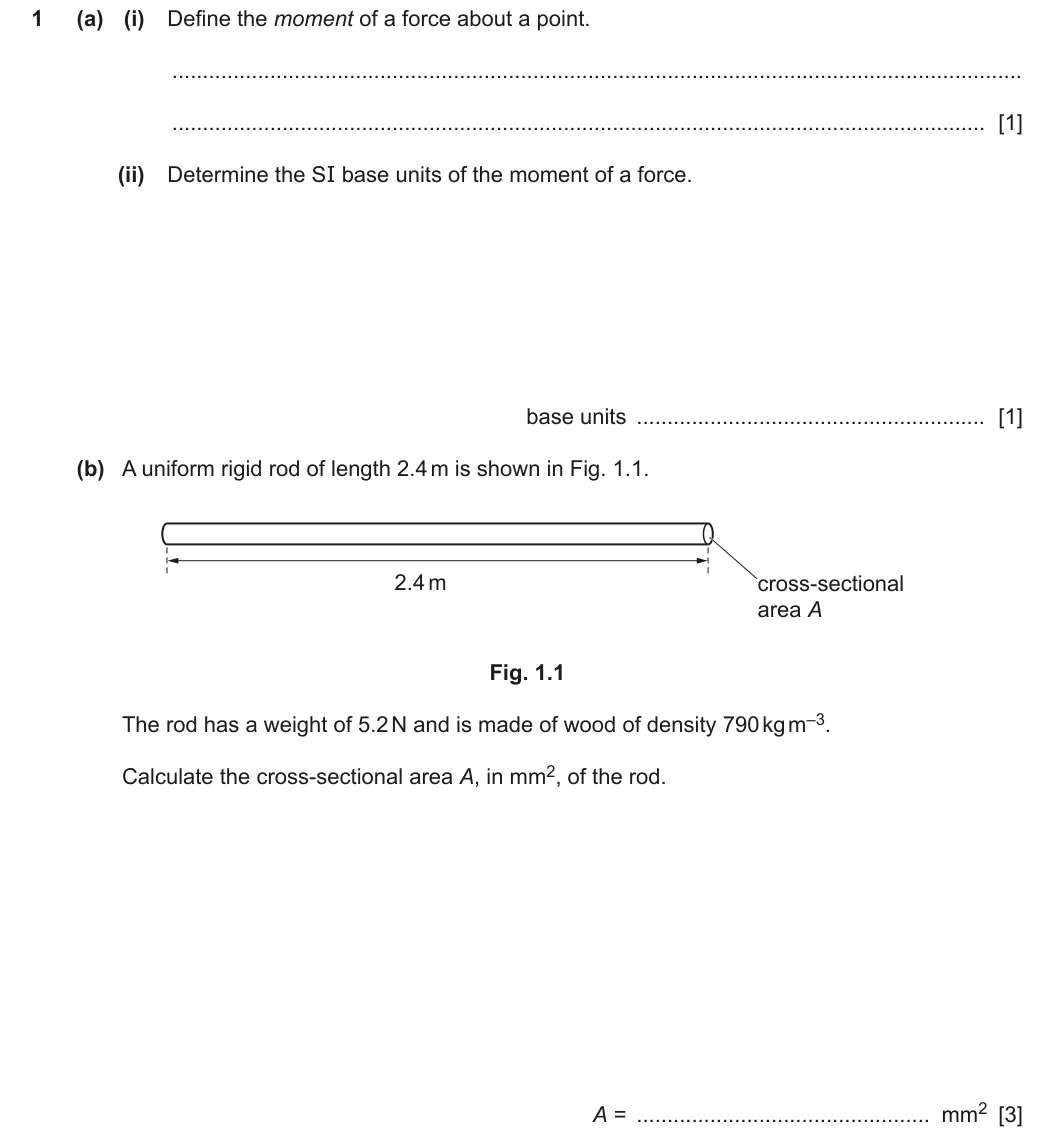 1 (a) (i) Define the moment of a force about a point.
..........................................................................................................................................
....................................................................................................................................... [1]
(ii) Determine the SI base units of the moment of a force.
base units ......................................................... [1]
(b) A uniform rigid rod of length 2.4 m is shown in Fig. 1.1.
2.4 m
cross-sectional
area A
Fig. 1.1
The rod has a weight of 5.2 N and is made of wood of density 790 kg m⁻³.
Calculate the cross-sectional area A, in mm², of the rod.
A = ................................................ mm² [3]